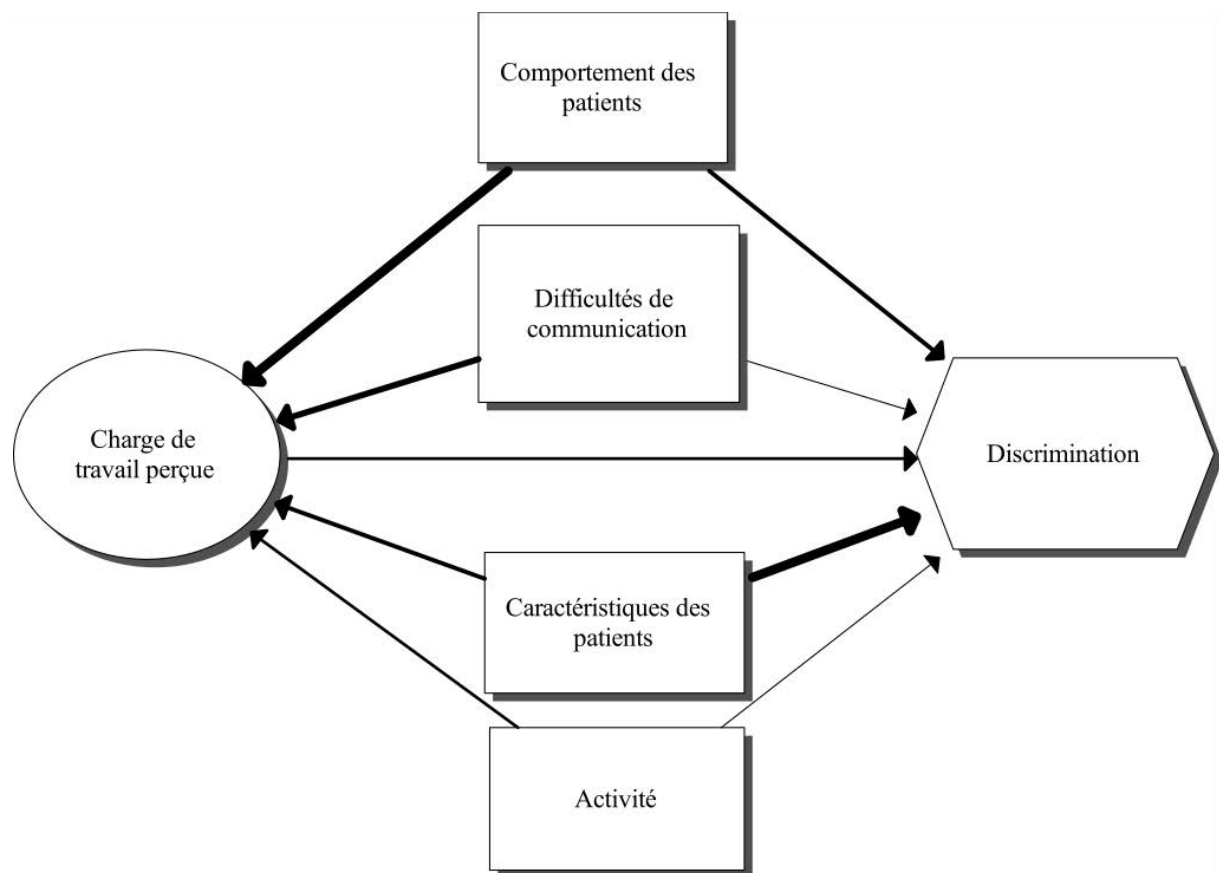 Comportement des
patients
Difficultés de
communication
Charge de
travail perçue
Discrimination
Caractéristiques des
patients
Activité